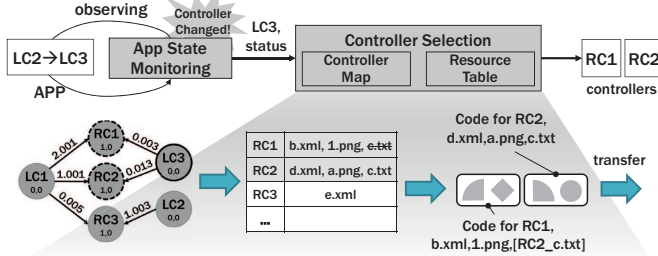 observing
Controller
Changed!
LC2→LC3
App State
Monitoring
APP
LC3,
status
Controller Selection
Controller
Map
Resource
Table
RC1
RC2
controllers
LC1
0,0
2.001
1.001
0.005
RC1
1,0
RC2
1,0
RC3
1,0
0.003
0.013
1.003
LC3
0,0
LC2
0,0
RC1
b.xml, 1.png, c.txt
RC2
d.xml, a.png, c.txt
RC3
e.xml
...
Code for RC2,
d.xml,a.png,c.txt
Code for RC1,
b.xml,1.png,[RC2_c.txt]
transfer